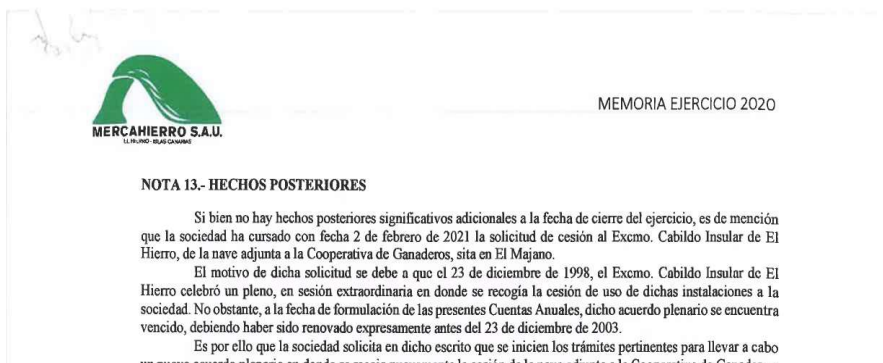 MEMORIA EJERCICIO 2020
MERCAHIERRO S.A.U.
NOTA 13.- HECHOS POSTERIORES
Si bien no hay hechos posteriores significativos adicionales a la fecha de cierre del ejercicio, es de mención
que la sociedad ha cursado con fecha 2 de febrero de 2021 la solicitud de cesión al Excmo. Cabildo Insular de El
Hierro, de la nave adjunta a la Cooperativa de Ganaderos, sita en El Majano.
El motivo de dicha solicitud se debe a que el 23 de diciembre de 1998, el Excmo. Cabildo Insular de El
Hierro celebró un pleno, en sesión extraordinaria en donde se recogía la cesión de uso de dichas instalaciones a la
sociedad. No obstante, a la fecha de formulación de las presentes Cuentas Anuales, dicho acuerdo plenario se encuentra
vencido, debiendo haber sido renovado expresamente antes del 23 de diciembre de 2003.
Es por ello que la sociedad solicita en dicho escrito que se inicien los trámites pertinentes para llevar a cabo